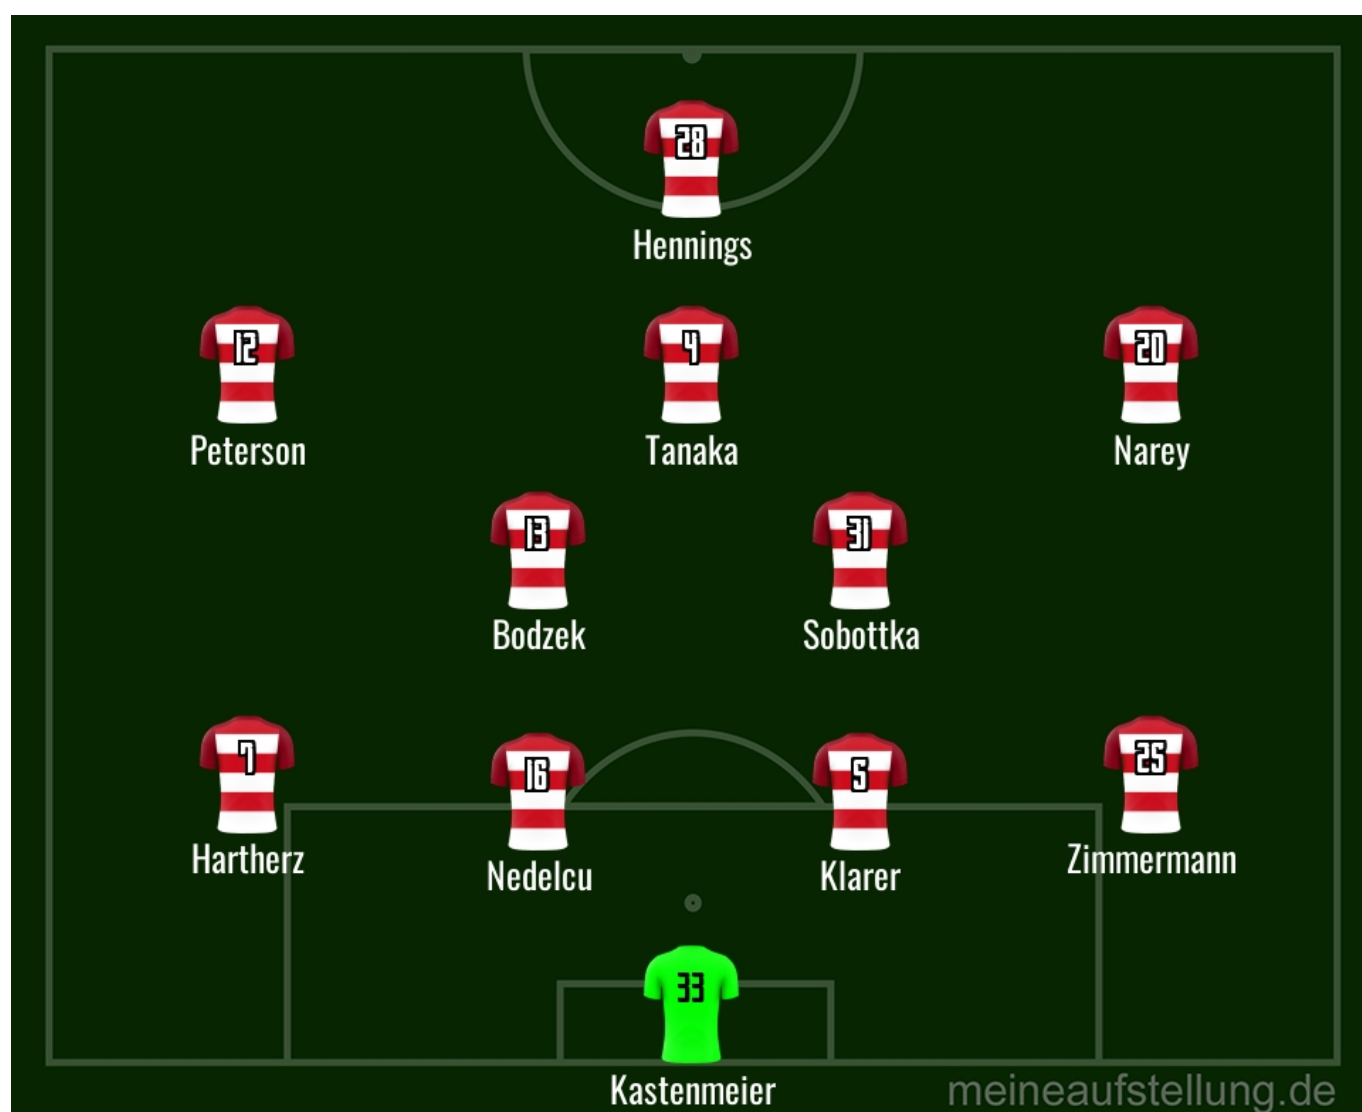 28
Hennings
12
Peterson
4
Tanaka
20
Narey
13
Bodzek
31
Sobottka
7
Hartherz
16
Nedelcu
5
Klarer
25
Zimmermann
33
Kastenmeier
meineaufstellung.de